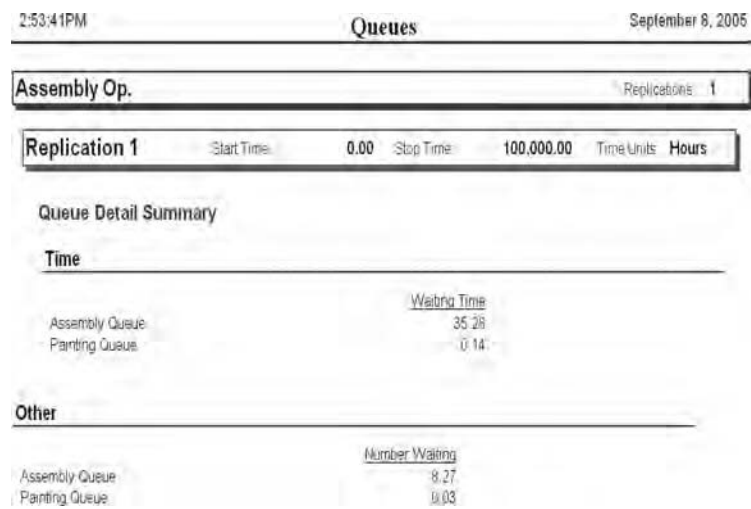 2:53:41PM Queues September 8, 2005
Assembly Op. Replications 1
Replication 1 Start Time: 0.00 Stop Time 100,000.00 Time Units Hours
Queue Detail Summary
Time
Waiting Time
Assembly Queue 35.28
Painting Queue 0.14
Other
Number Waiting
Assembly Queue 8.27
Painting Queue 0.03